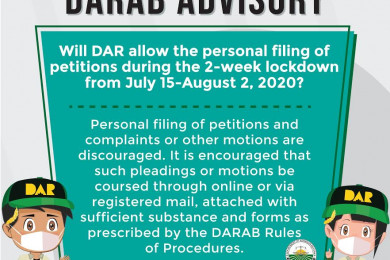 DARAB ADVISORY
Will DAR allow the personal filing of
petitions during the 2-week lockdown
from July 15-August 2, 2020?
Personal filing of petitions and
complaints or other motions are
discouraged. It is encouraged that
such pleadings or motions be
coursed through online or via
registered mail, attached with
sufficient substance and forms as
prescribed by the DARAB Rules
of Procedures.
DAR
DAR